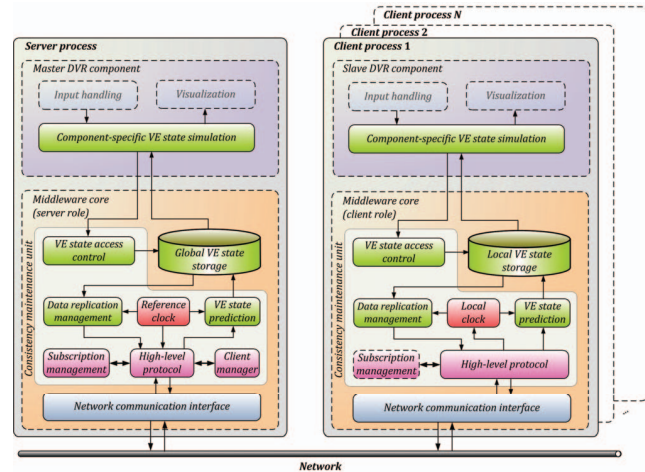 Client process N
Client process 2
Server process
Client process 1
Master DVR component
Input handling
Visualization
Component-specific VE state simulation
Middleware core
(server role)
Consistency maintenance unit
VE state access
control
Global VE state
storage
Data replication
management
Reference
clock
VE state
prediction
Subscription
management
High-level
protocol
Client
manager
Network communication interface
Slave DVR component
Input handling
Visualization
Component-specific VE state simulation
Middleware core
(client role)
Consistency maintenance unit
VE state access
control
Local VE state
storage
Data replication
management
Local
clock
VE state
prediction
Subscription
management
High-level protocol
Network communication interface
Network